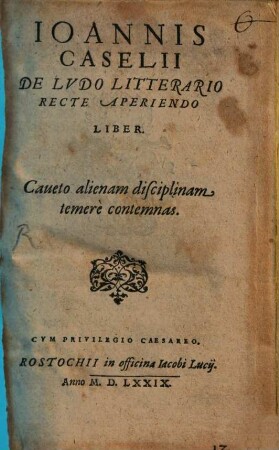 6
IOANNIS
CASELII
DE LVDO LITTERARIO
RECTE APERIENDO
LIBER.
Caueto alienam disciplinam
temerè contemnas.
R
CVM PRIVILEGIO CAESAREO.
ROSTOCHII in officina Iacobi Lucij.
Anno M. D. LXXIX.